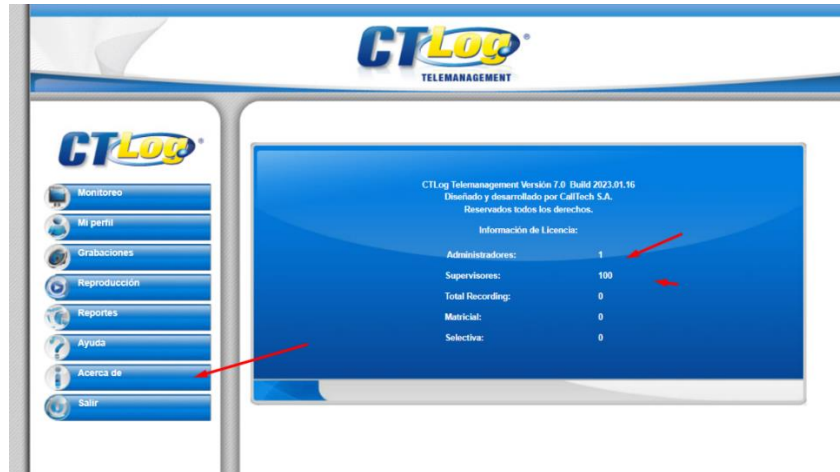 CTLog
TELEMANAGEMENT
CTLog
Monitoreo
Mi perfil
Grabaciones
Reproducción
Reportes
Ayuda
Acerca de
Salir
CTLog Telemanagement Versión 7.0 Build 2023.01.16
Diseñado y desarrollado por CallTech S.A.
Reservados todos los derechos.
Información de Licencia:
Administradores: 1
Supervisores: 100
Total Recording: 0
Matricial: 0
Selectiva: 0